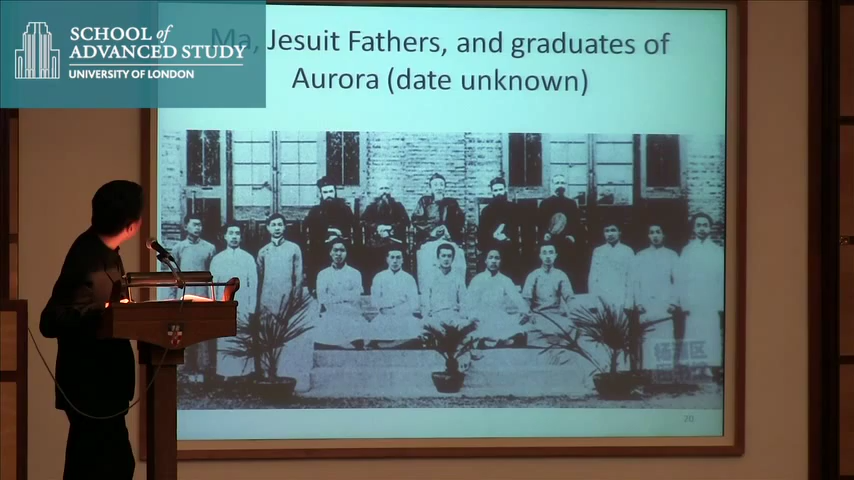 SCHOOL of
ADVANCED STUDY
UNIVERSITY OF LONDON
Ma, Jesuit Fathers, and graduates of
Aurora (date unknown)
20